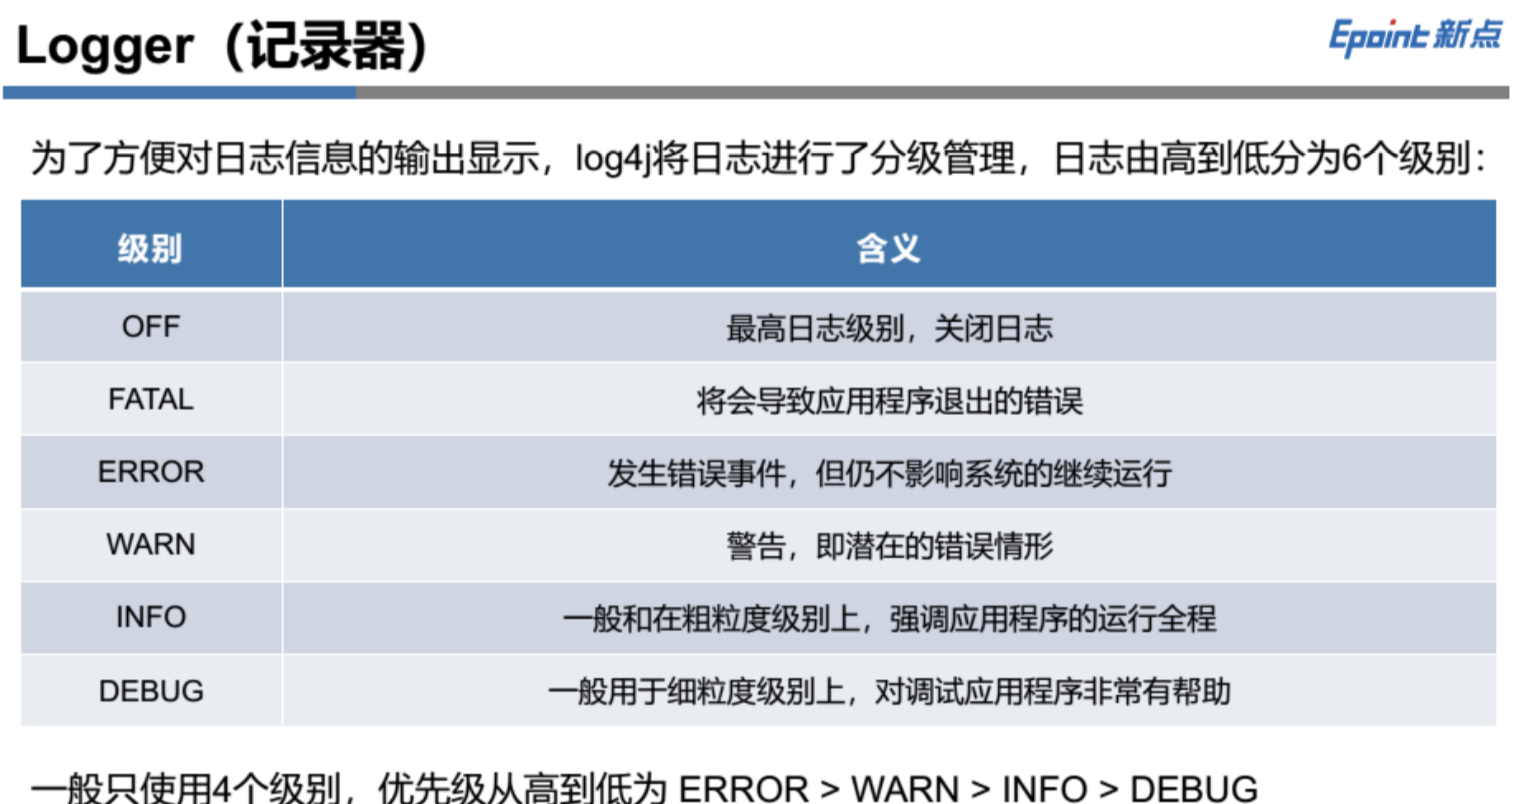 Logger（记录器）
Epoint新点
为了方便对日志信息的输出显示，log4j将日志进行了分级管理，日志由高到低分为6个级别：
级别 含义
OFF 最高日志级别，关闭日志
FATAL 将会导致应用程序退出的错误
ERROR 发生错误事件，但仍不影响系统的继续运行
WARN 警告，即潜在的错误情形
INFO 一般和在粗粒度级别上，强调应用程序的运行全程
DEBUG 一般用于细粒度级别上，对调试应用程序非常有帮助
一般只使用4个级别，优先级从高到低为 ERROR > WARN > INFO > DEBUG